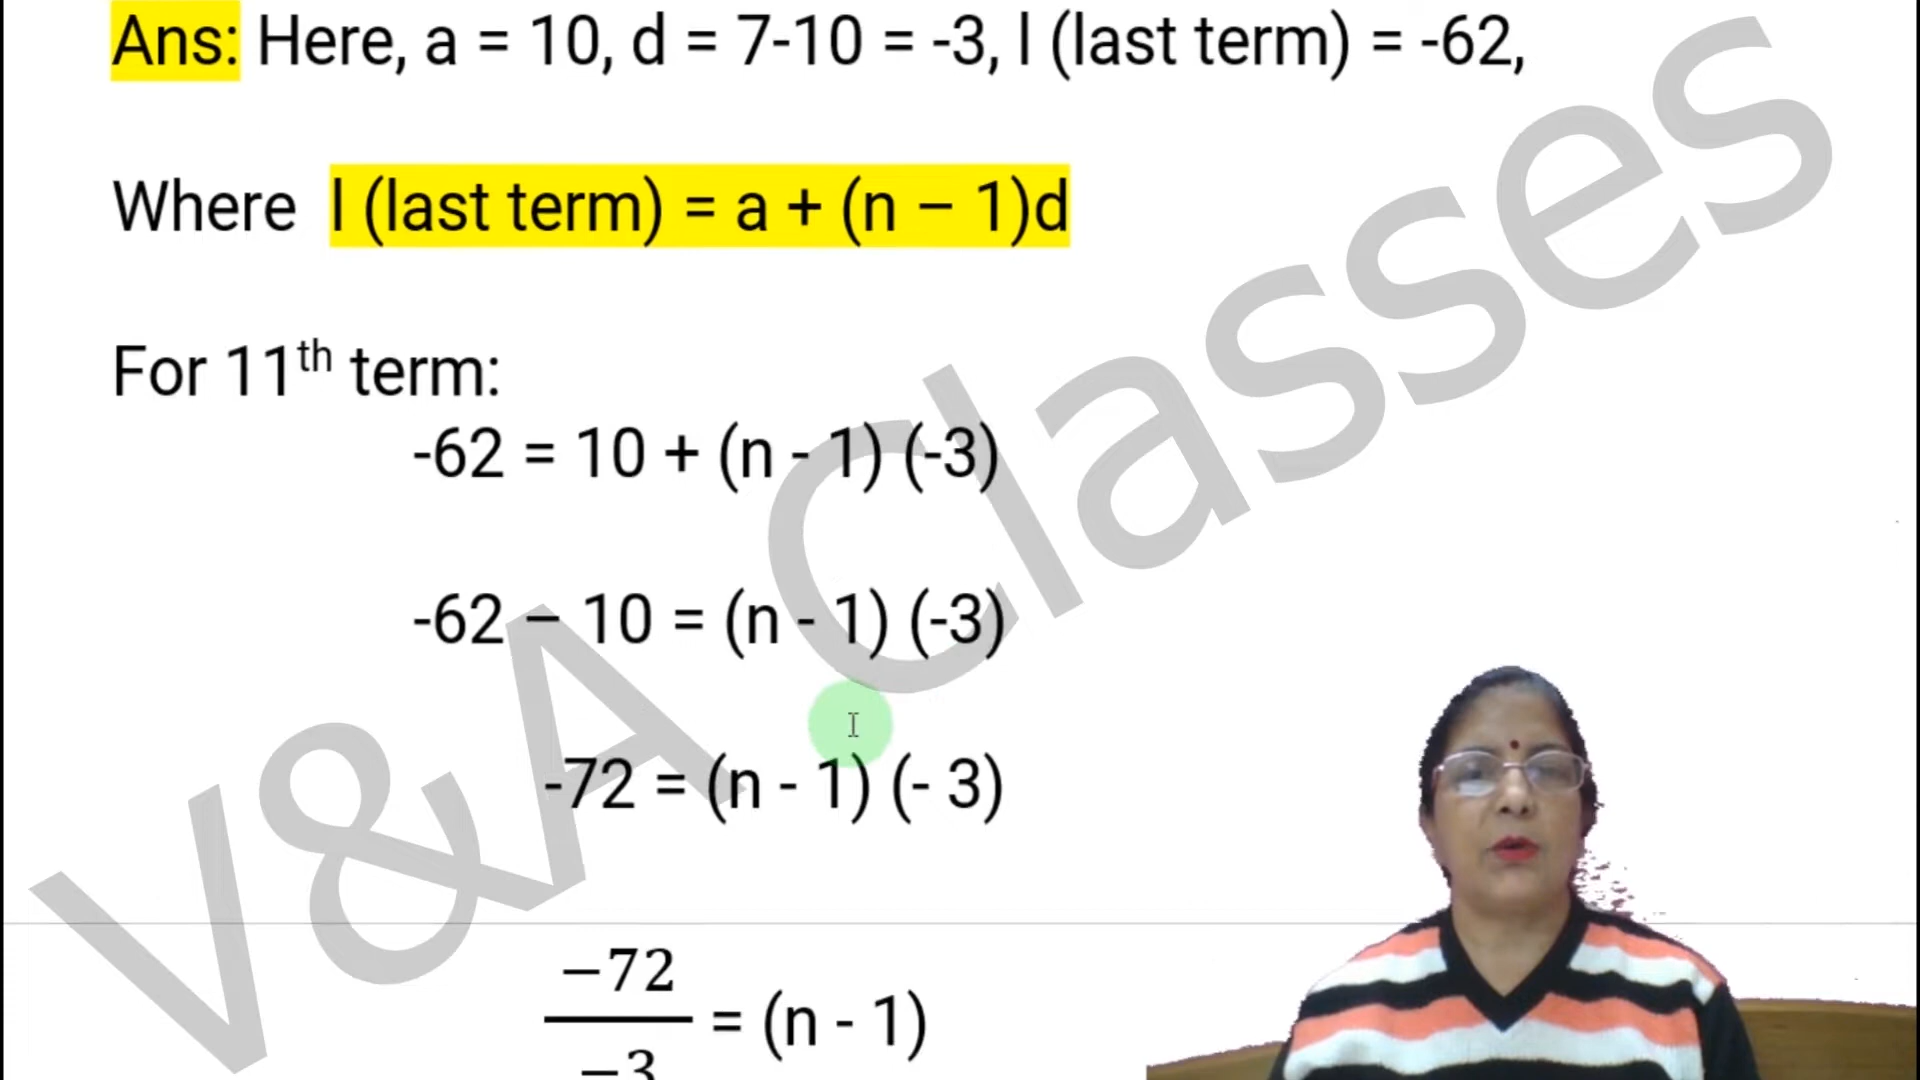 Ans: Here, a = 10, d = 7-10 = -3, l (last term) = -62,
Where l (last term) = a + (n – 1)d
For 11th term:
-62 = 10 + (n - 1) (-3)
-62 – 10 = (n - 1) (-3)
-72 = (n - 1) (- 3)
−72
= (n - 1)
−3
V&A Classes